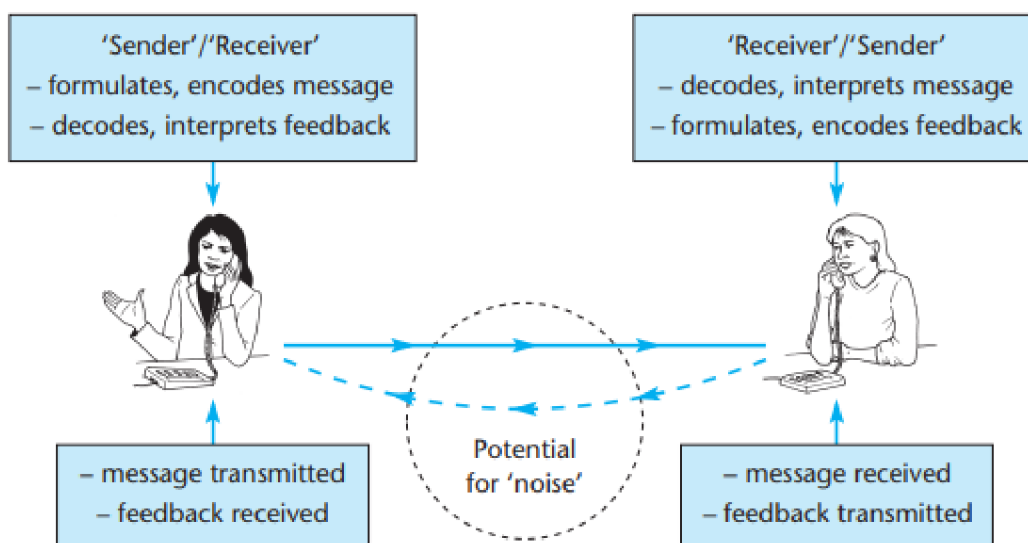 ‘Sender’/‘Receiver’
– formulates, encodes message
– decodes, interprets feedback
‘Receiver’/‘Sender’
– decodes, interprets message
– formulates, encodes feedback
Potential
for ‘noise’
– message transmitted
– feedback received
– message received
– feedback transmitted